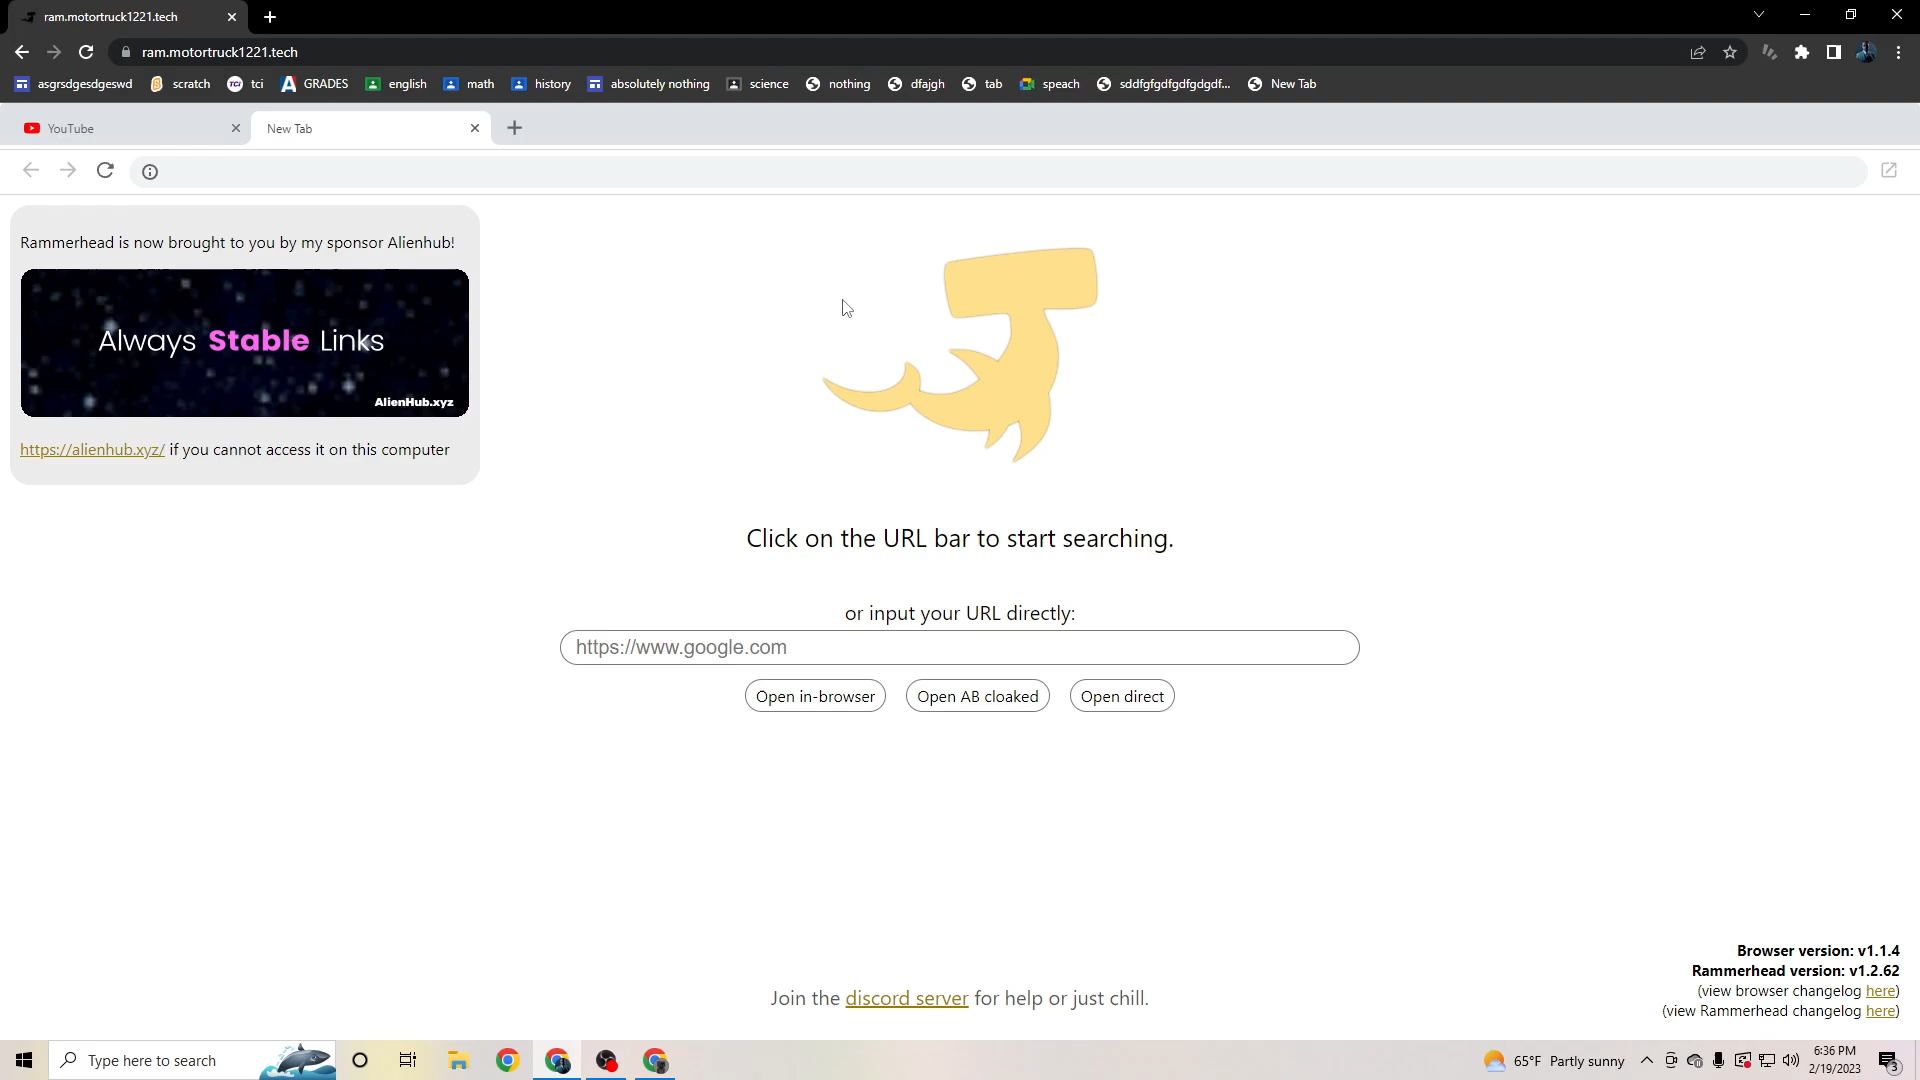 ram.motortruck1221.tech
ram.motortruck1221.tech
asgrsdgesdgeswd scratch tci GRADES english math history absolutely nothing science nothing dfajgh tab speach sddfgfgdfgdfgdgdf... New Tab
YouTube New Tab
Rammerhead is now brought to you by my sponsor Alienhub!
Always Stable Links
AlienHub.xyz
https://alienhub.xyz/ if you cannot access it on this computer
Click on the URL bar to start searching.
or input your URL directly:
https://www.google.com
Open in-browser Open AB cloaked Open direct
Browser version: v1.1.4
Rammerhead version: v1.2.62
(view browser changelog here)
(view Rammerhead changelog here)
Join the discord server for help or just chill.
Type here to search
65°F Partly sunny
6:36 PM
2/19/2023
3